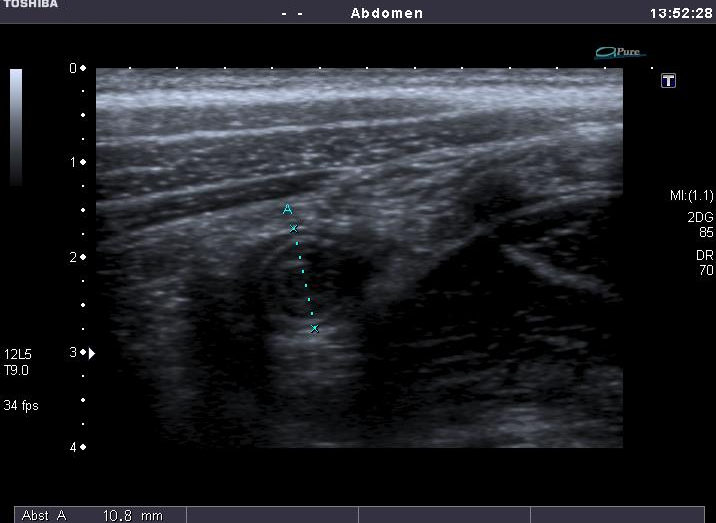 TOSHIBA
- - Abdomen 13:52:28
aPure
0
T
1
A
MI:(1.1)
2DG
85
2
DR
70
3
12L5
T9.0
34 fps
4
Abst A 10.8 mm